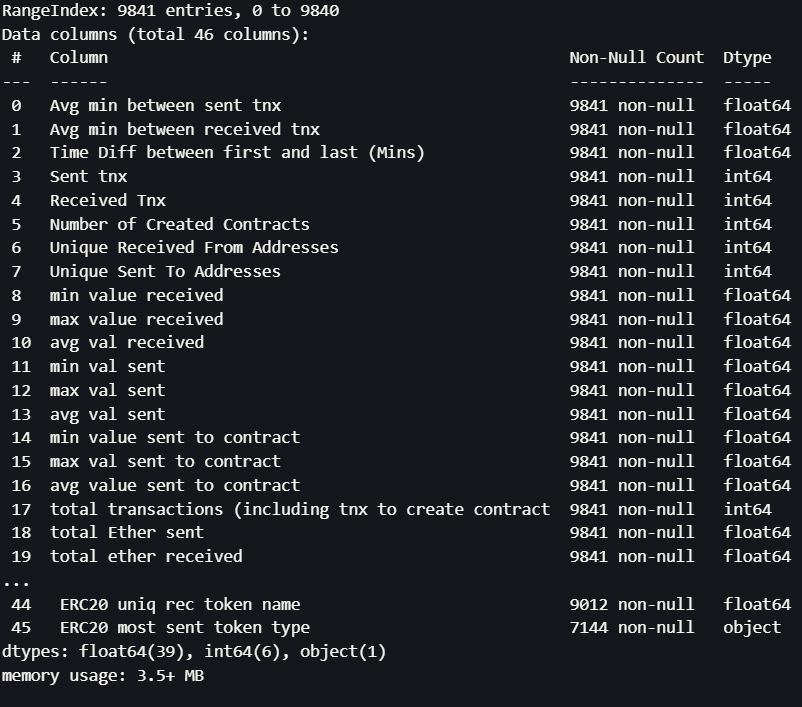 RangeIndex: 9841 entries, 0 to 9840
Data columns (total 46 columns):
 #   Column                                                Non-Null Count  Dtype
---  ------                                                --------------  -----
 0   Avg min between sent tnx                              9841 non-null   float64
 1   Avg min between received tnx                          9841 non-null   float64
 2   Time Diff between first and last (Mins)               9841 non-null   float64
 3   Sent tnx                                              9841 non-null   int64
 4   Received Tnx                                          9841 non-null   int64
 5   Number of Created Contracts                           9841 non-null   int64
 6   Unique Received From Addresses                        9841 non-null   int64
 7   Unique Sent To Addresses                              9841 non-null   int64
 8   min value received                                    9841 non-null   float64
 9   max value received                                    9841 non-null   float64
 10  avg val received                                      9841 non-null   float64
 11  min val sent                                          9841 non-null   float64
 12  max val sent                                          9841 non-null   float64
 13  avg val sent                                          9841 non-null   float64
 14  min value sent to contract                            9841 non-null   float64
 15  max val sent to contract                              9841 non-null   float64
 16  avg value sent to contract                            9841 non-null   float64
 17  total transactions (including tnx to create contract  9841 non-null   int64
 18  total Ether sent                                      9841 non-null   float64
 19  total ether received                                  9841 non-null   float64
...
 44   ERC20 uniq rec token name                            9012 non-null   float64
 45   ERC20 most sent token type                           7144 non-null   object
dtypes: float64(39), int64(6), object(1)
memory usage: 3.5+ MB